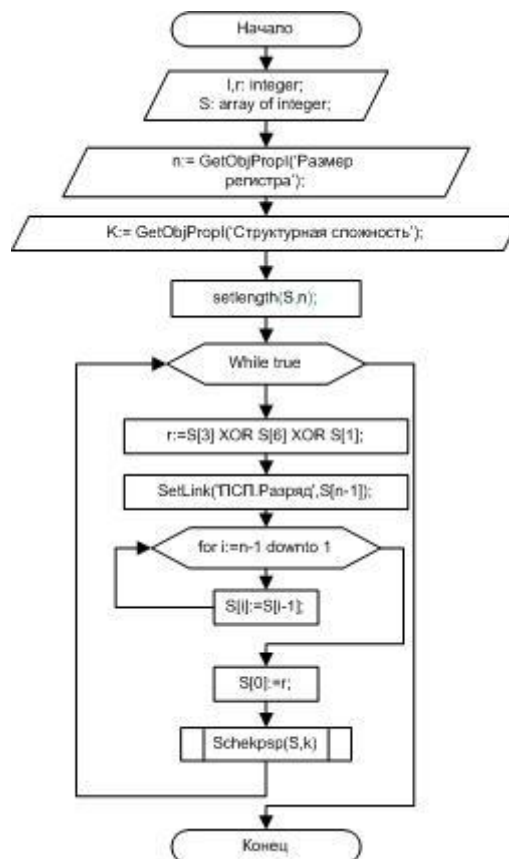 Начало
I,r: integer;
S: array of integer;
n:= GetObjPropI('Размер
регистра');
K:= GetObjPropI('Структурная сложность');
setlength(S,n);
While true
r:=S[3] XOR S[6] XOR S[1];
SetLink('ПСП.Разряд',S[n-1]);
for i:=n-1 downto 1
S[i]:=S[i-1];
S[0]:=r;
Schekpsp(S,k)
Конец